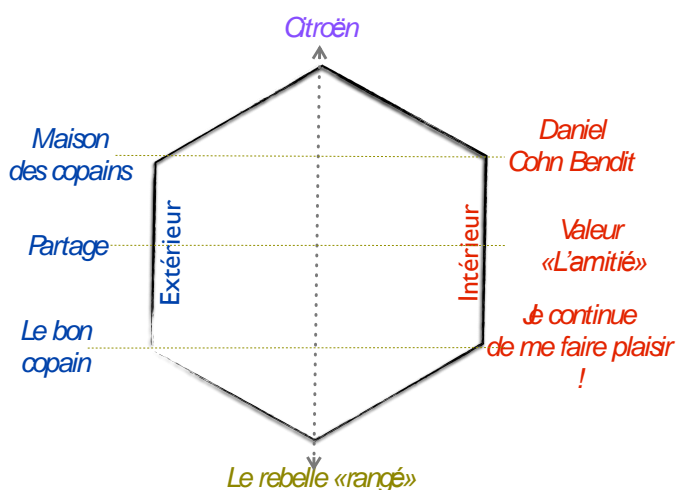 Citroën
Maison
des copains
Daniel
Cohn Bendit
Extérieur
Intérieur
Partage
Valeur
«L'amitié»
Le bon
copain
Je continue
de me faire plaisir
!
Le rebelle «rangé»